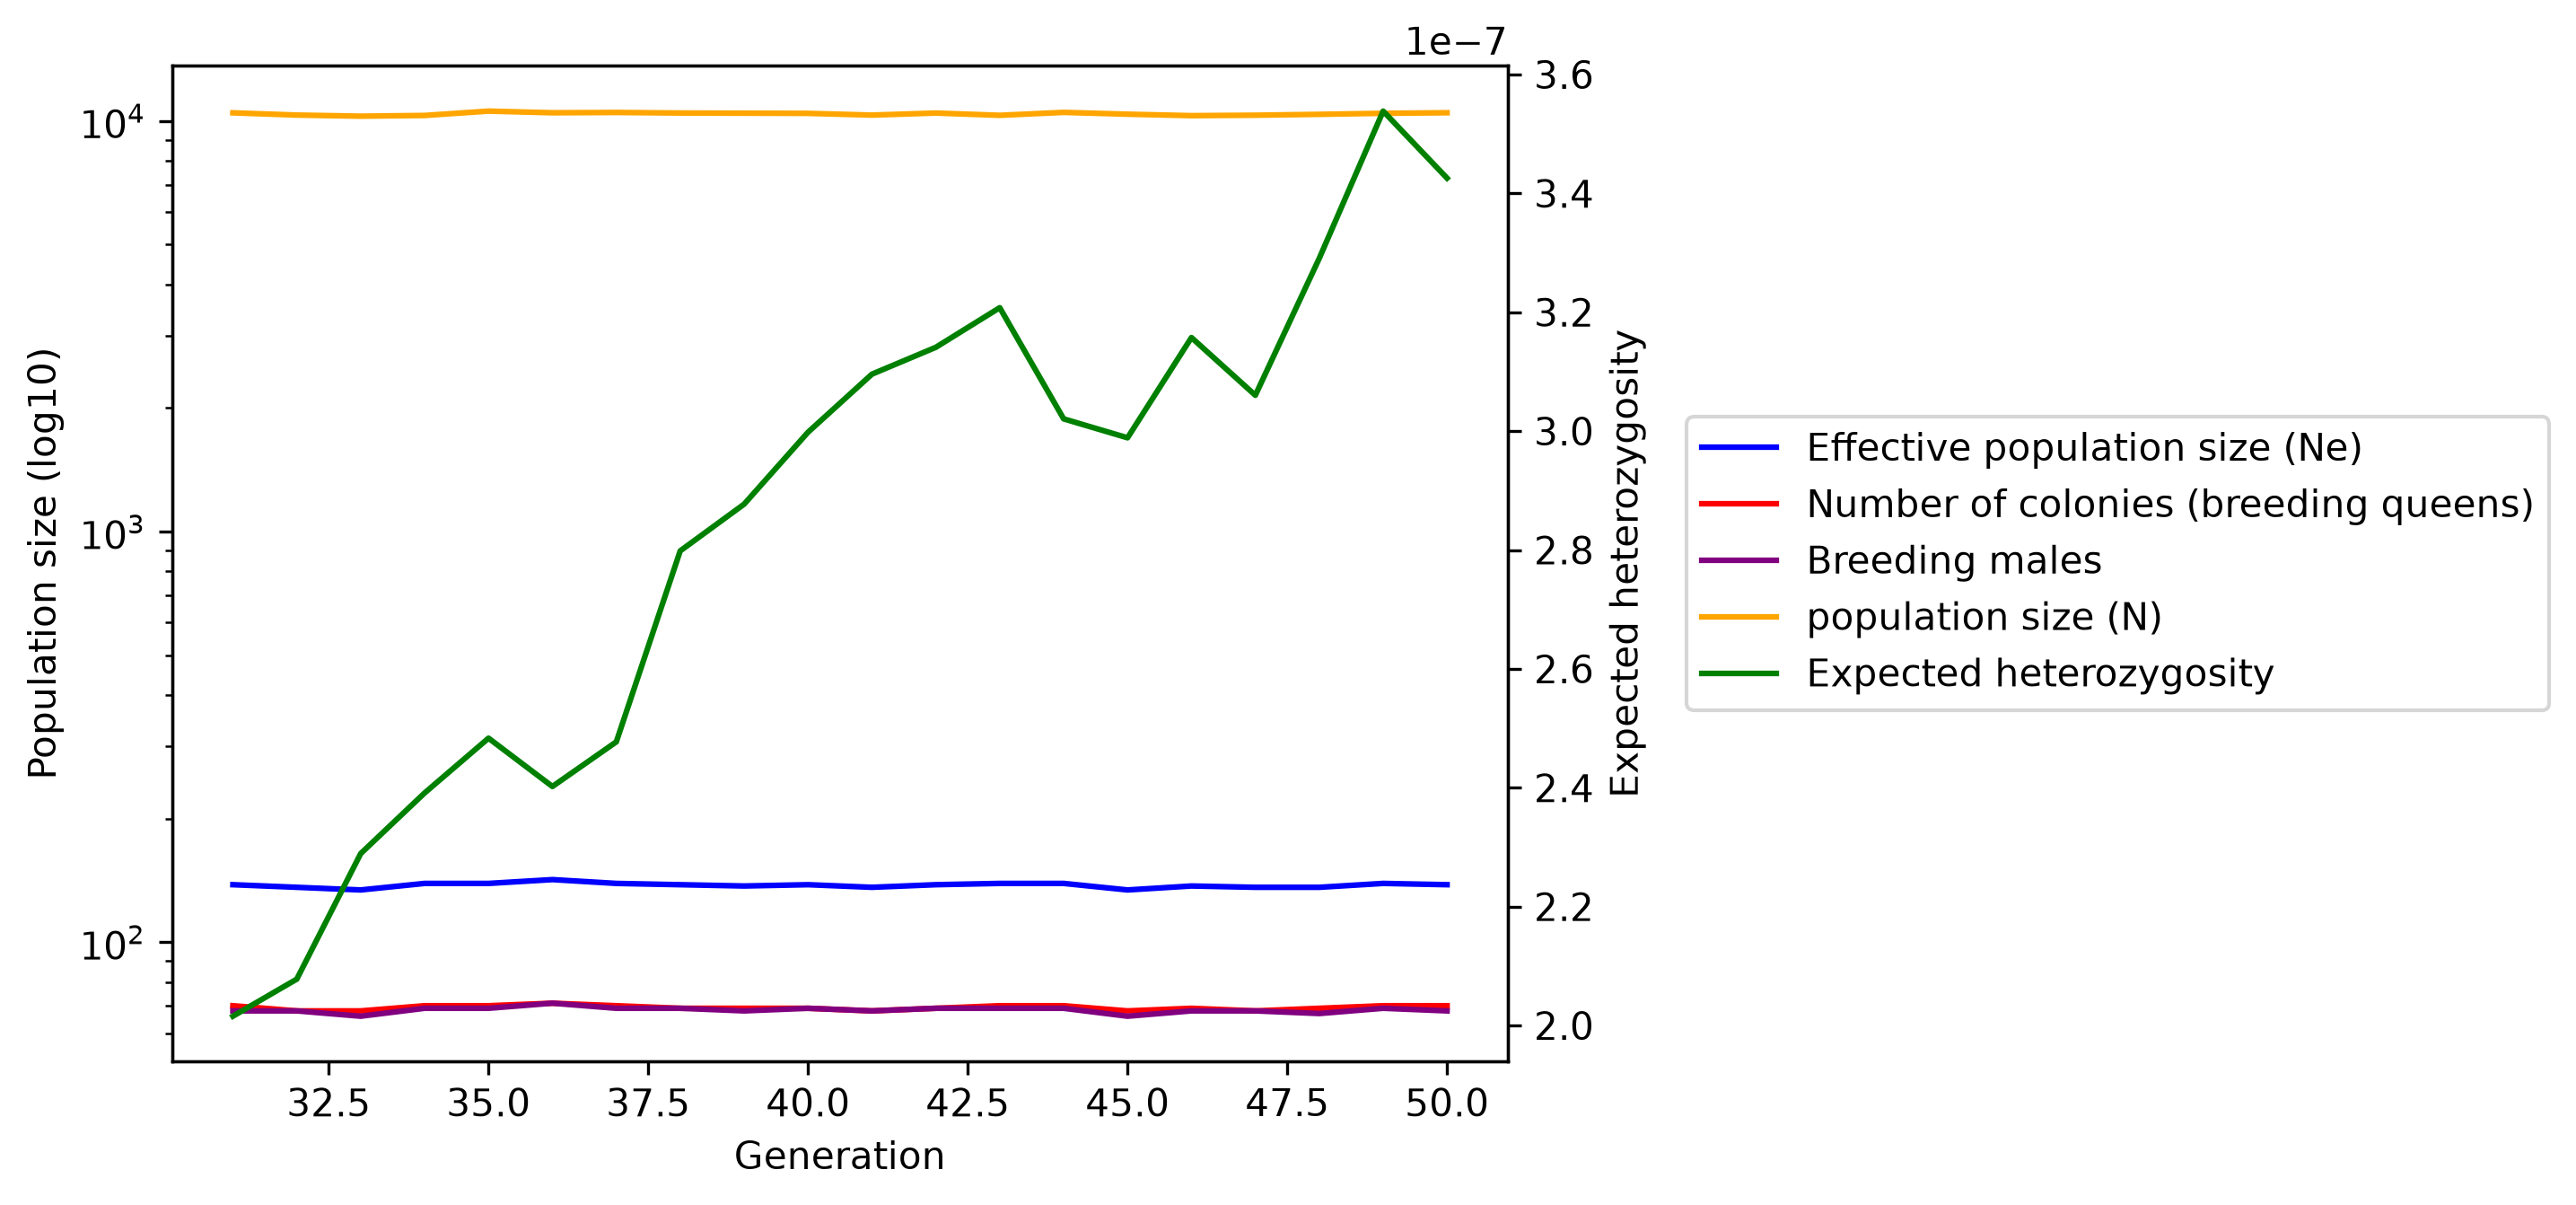 1e−7
10⁴
10³
10²
Population size (log10)
3.6
3.4
3.2
3.0
2.8
2.6
2.4
2.2
2.0
Expected heterozygosity
32.5 35.0 37.5 40.0 42.5 45.0 47.5 50.0
Generation
Effective population size (Ne)
Number of colonies (breeding queens)
Breeding males
population size (N)
Expected heterozygosity